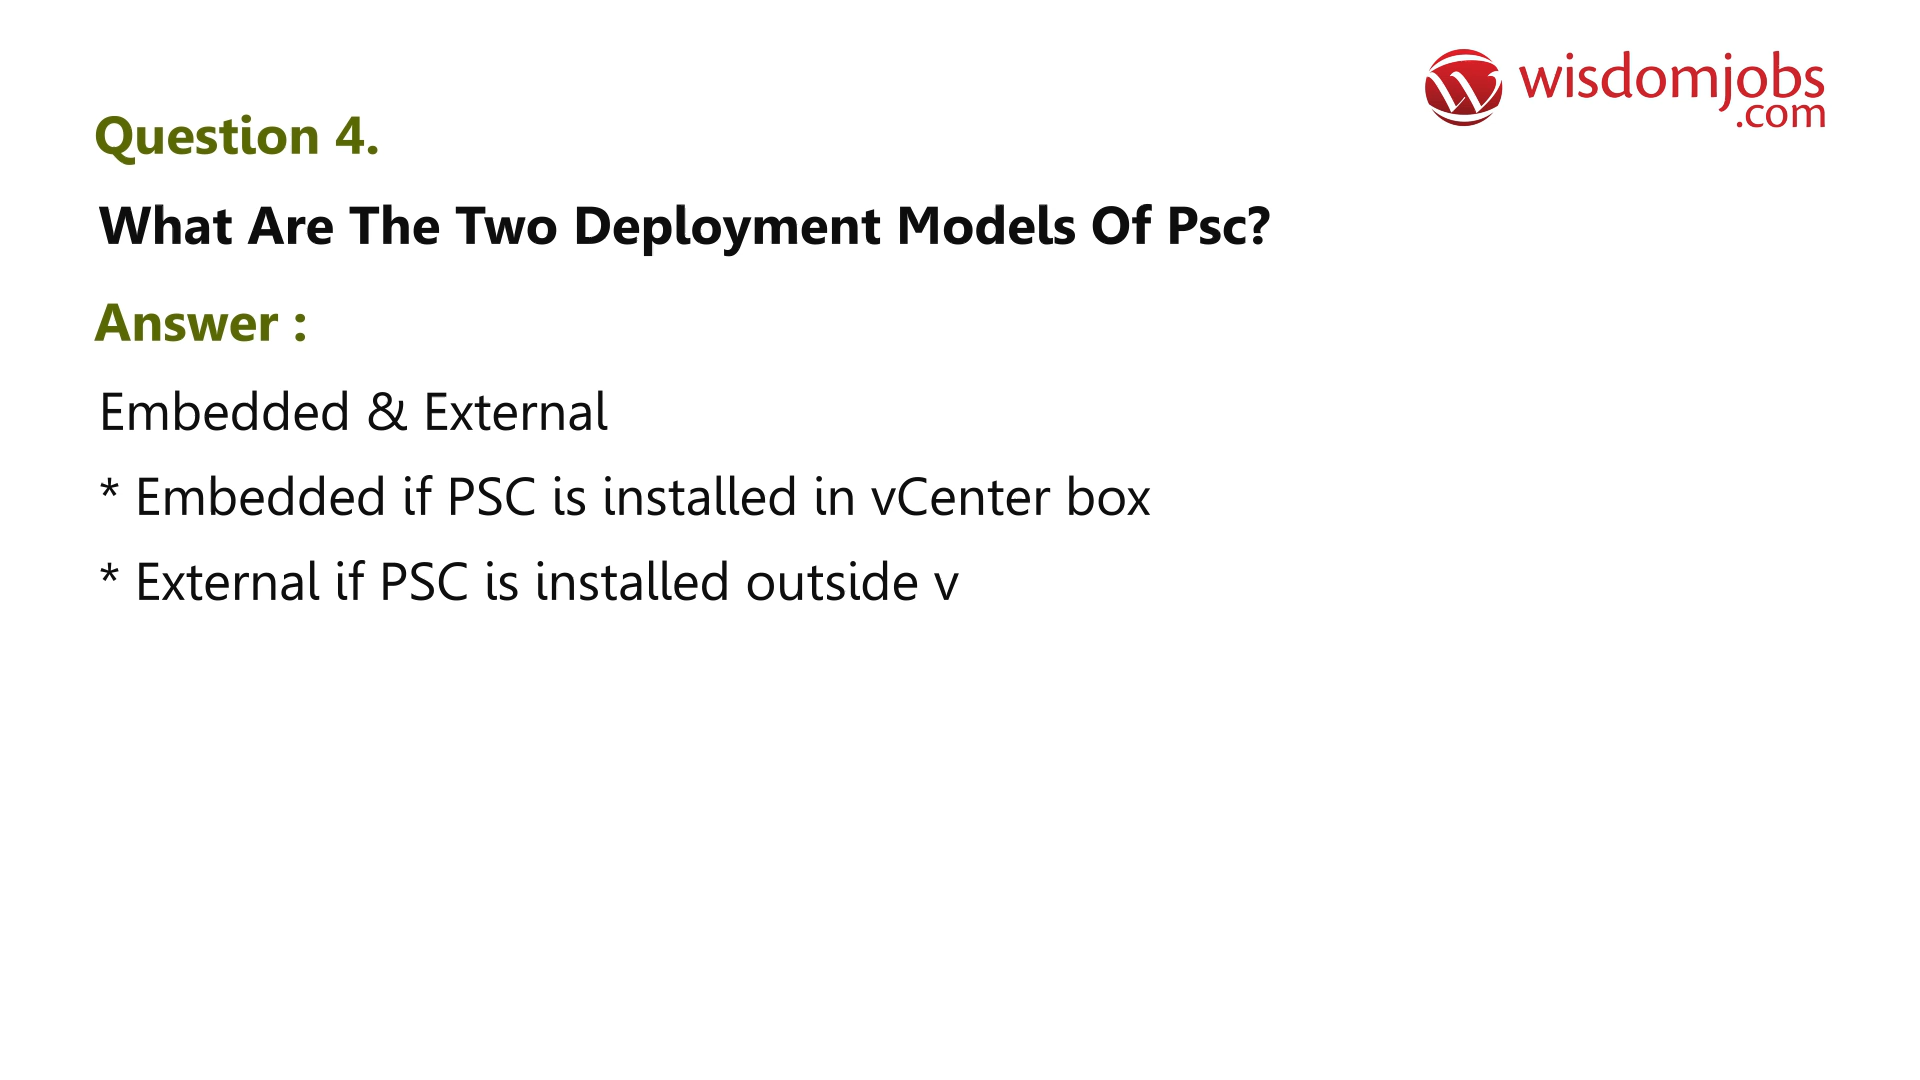 wisdomjobs
.com
Question 4.
What Are The Two Deployment Models Of Psc?
Answer :
Embedded & External
* Embedded if PSC is installed in vCenter box
* External if PSC is installed outside v